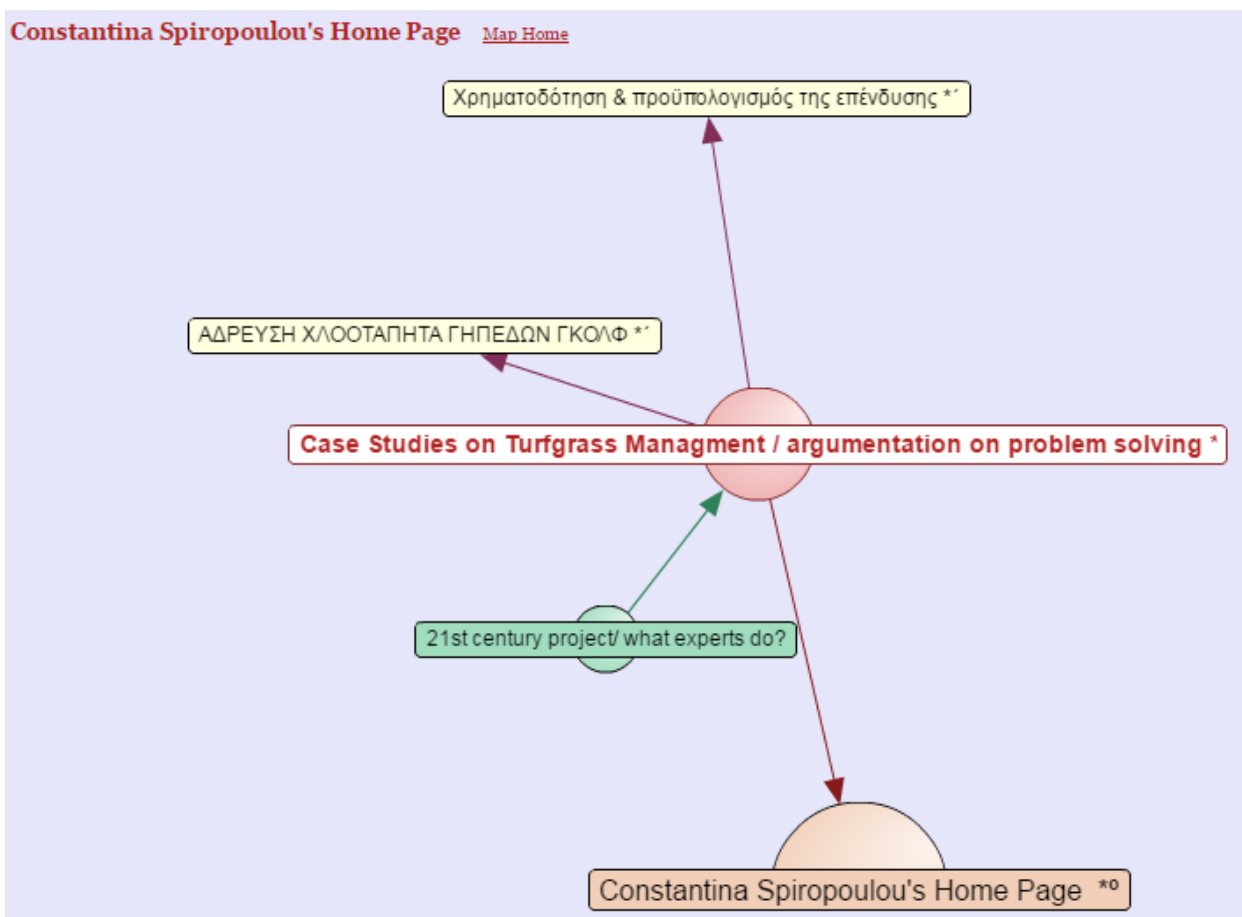 Constantina Spiropoulou's Home Page Map Home
Χρηματοδότηση & προϋπολογισμός της επένδυσης *´
ΑΔΡΕΥΣΗ ΧΛΟΟΤΑΠΗΤΑ ΓΗΠΕΔΩΝ ΓΚΟΛΦ *´
Case Studies on Turfgrass Managment / argumentation on problem solving *
21st century project/ what experts do?
Constantina Spiropoulou's Home Page *º